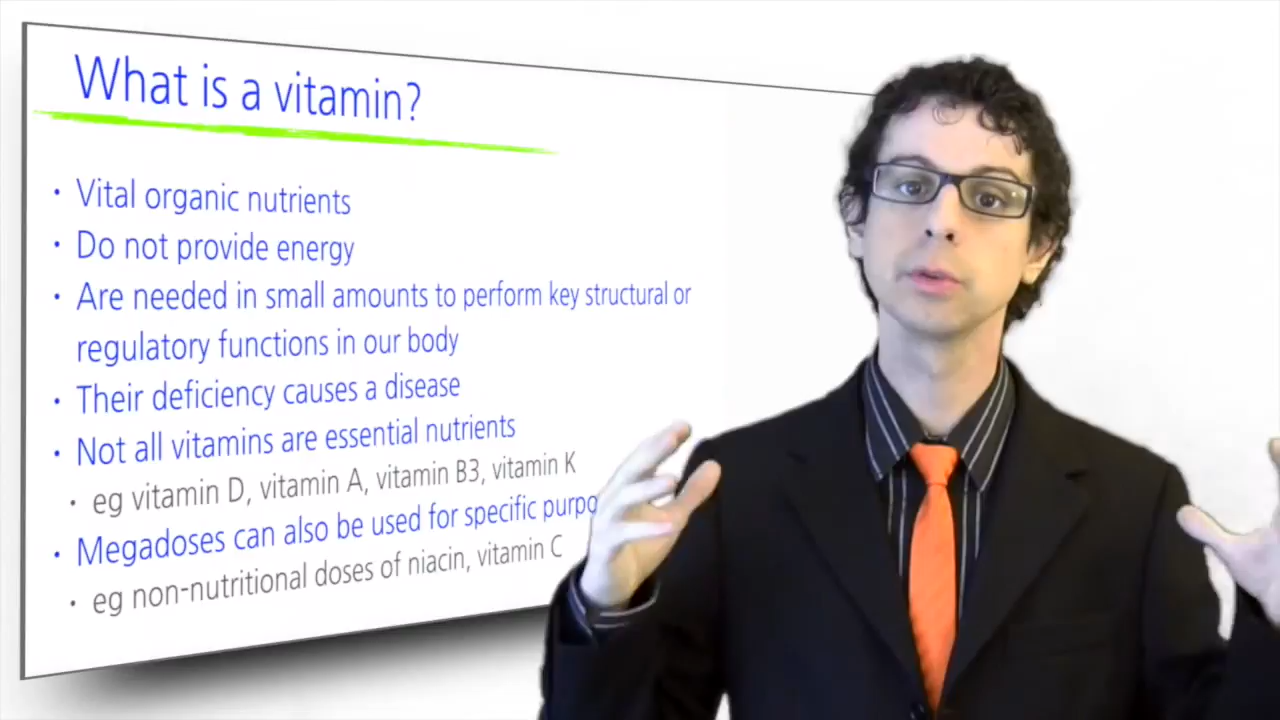 What is a vitamin?
• Vital organic nutrients
• Do not provide energy
• Are needed in small amounts to perform key structural or
regulatory functions in our body
• Their deficiency causes a disease
• Not all vitamins are essential nutrients
• eg vitamin D, vitamin A, vitamin B3, vitamin K
• Megadoses can also be used for specific purpo
• eg non-nutritional doses of niacin, vitamin C